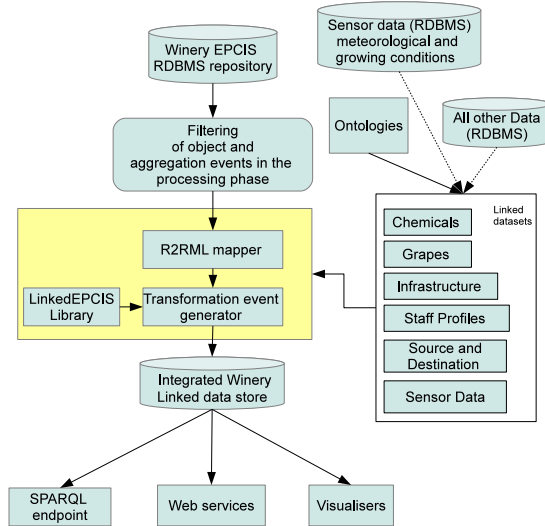 Winery EPCIS
RDBMS repository
Sensor data (RDBMS)
meteorological and
growing conditions
All other Data
(RDBMS)
Ontologies
Filtering
of object and
aggregation events in the
processing phase
Linked
datasets
Chemicals
Grapes
Infrastructure
Staff Profiles
Source and
Destination
Sensor Data
R2RML mapper
LinkedEPCIS
Library
Transformation event
generator
Integrated Winery
Linked data store
SPARQL
endpoint
Web services
Visualisers